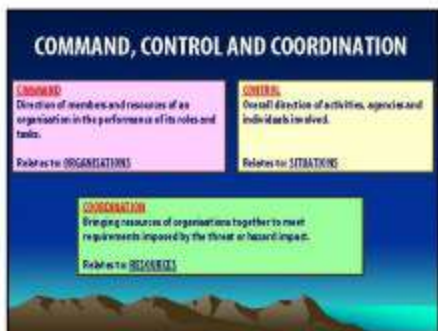 COMMAND, CONTROL AND COORDINATION
COMMAND
Direction of members and resources of an
organisation in the performance of its roles and
tasks.
Relates to: ORGANISATIONS
CONTROL
Overall direction of activities, agencies and
individuals involved.
Relates to: SITUATIONS
COORDINATION
Bringing resources of organisations together to meet
requirements imposed by the threat or hazard impact.
Relates to: RESOURCES